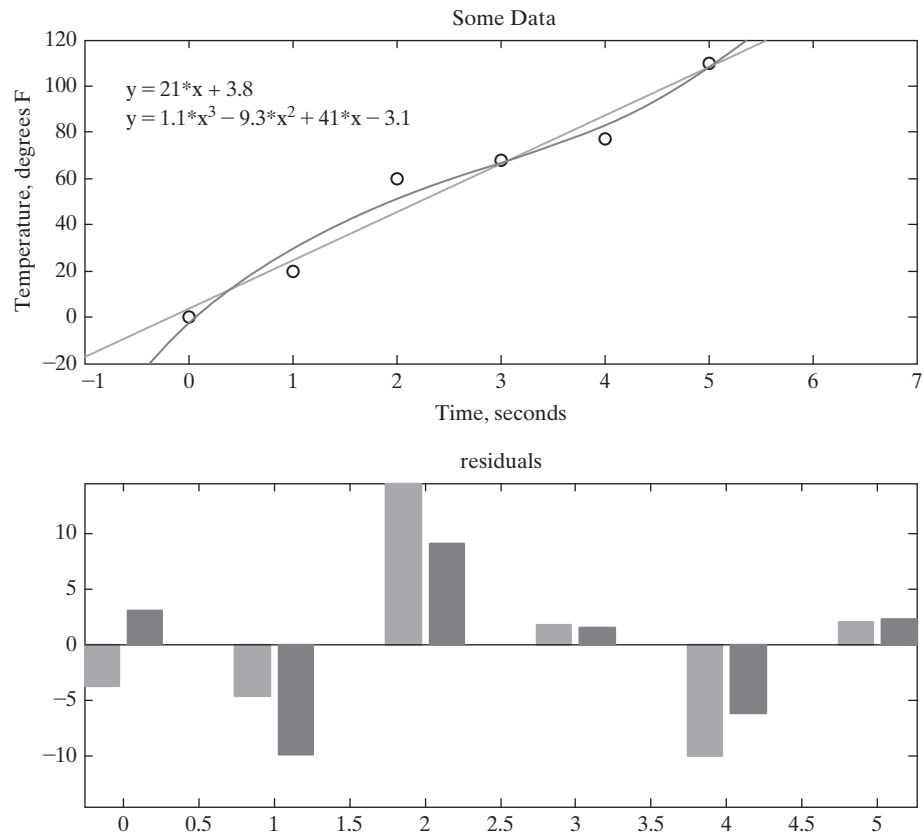 Some Data
120
100
80
60
40
20
0
−20
Temperature, degrees F
y = 21*x + 3.8
y = 1.1*x³ − 9.3*x² + 41*x − 3.1
−1 0 1 2 3 4 5 6 7
Time, seconds
residuals
10
5
0
−5
−10
0 0.5 1 1.5 2 2.5 3 3.5 4 4.5 5